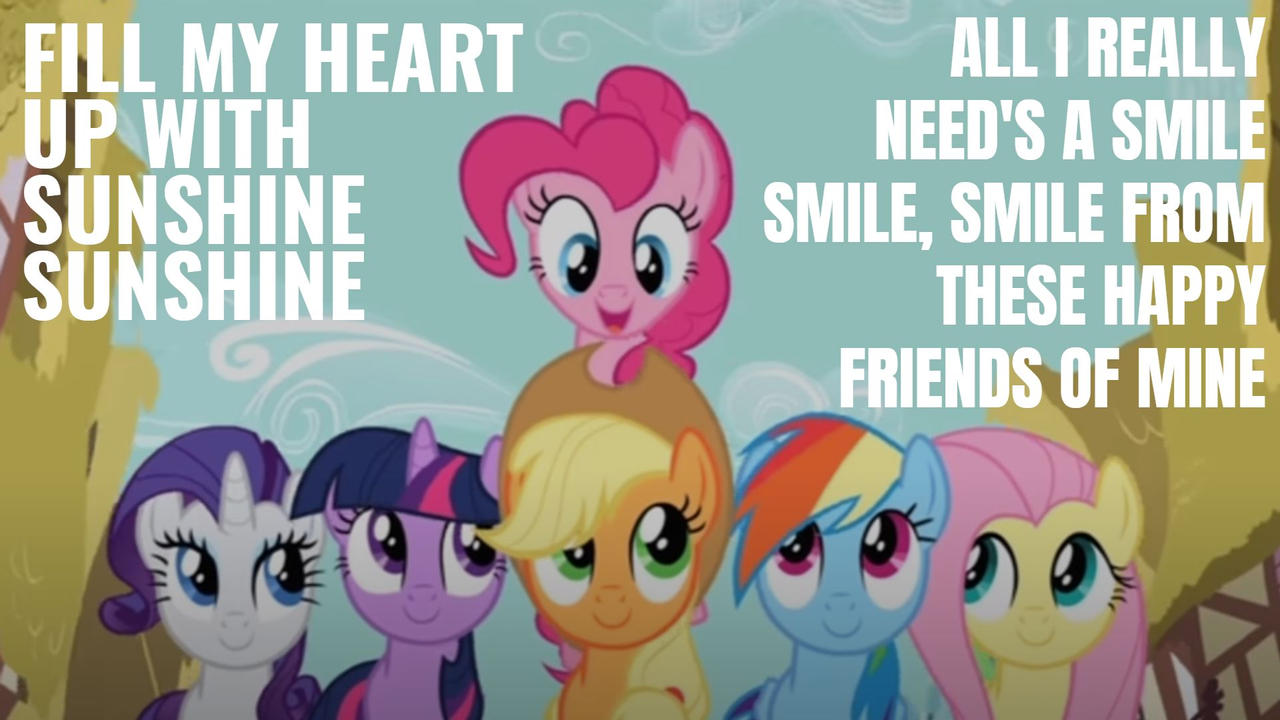 FILL MY HEART
UP WITH
SUNSHINE
SUNSHINE
ALL I REALLY
NEED'S A SMILE
SMILE, SMILE FROM
THESE HAPPY
FRIENDS OF MINE